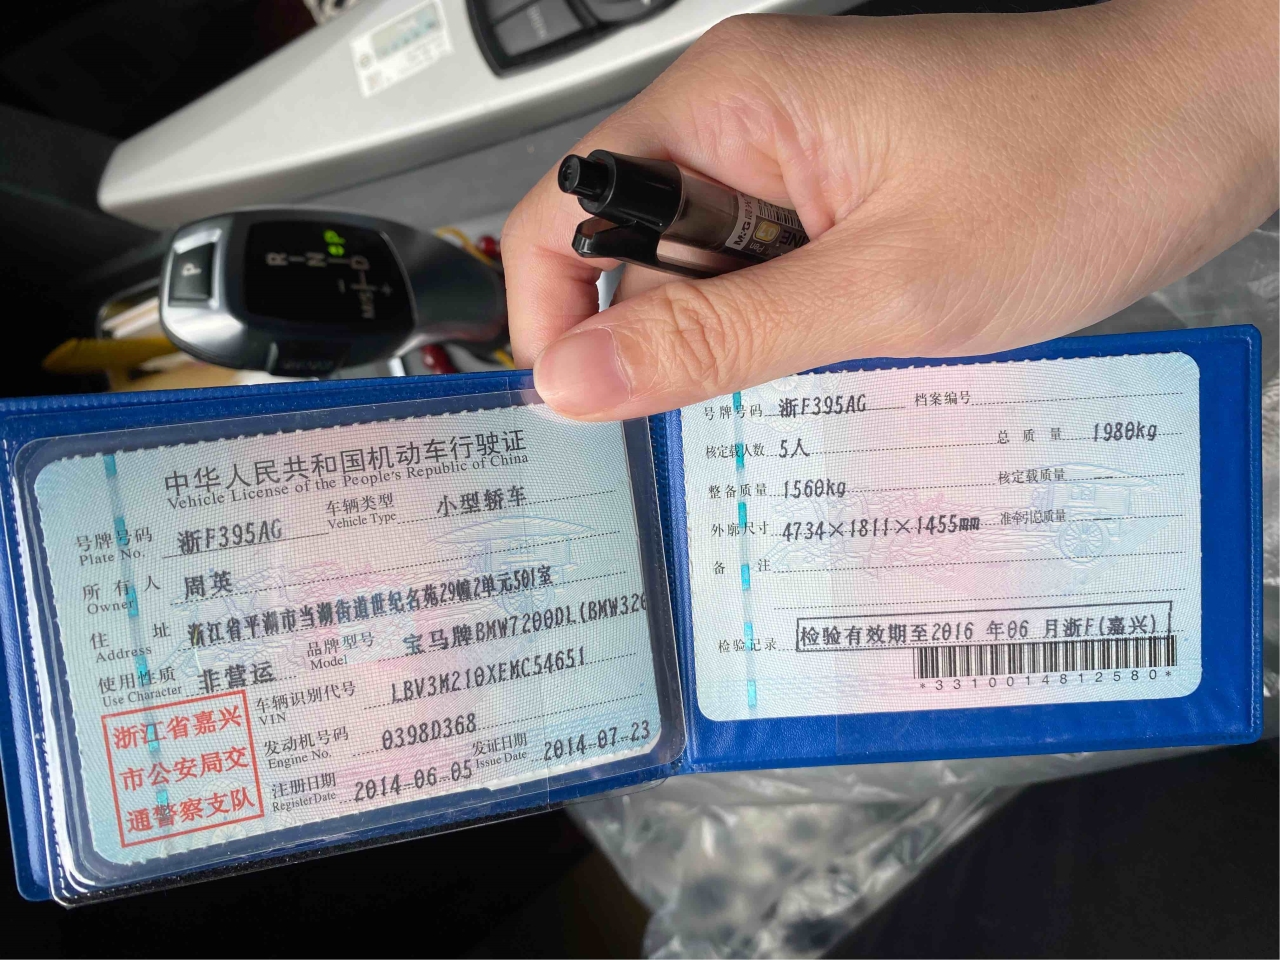 中华人民共和国机动车行驶证
Vehicle License of the People's Republic of China
号牌号码 浙F395AG 车辆类型 小型轿车
Plate No. Vehicle Type
所有人 周英
Owner
住址 浙江省平湖市当湖街道世纪名苑29幢2单元501室
Address
使用性质 非营运 品牌型号 宝马牌BMW7200DL(BMW320
Use Character Model
车辆识别代号 LBV3M210XEMC54651
VIN
发动机号码 0398D368
Engine No.
注册日期 2014-06-05 发证日期 2014-07-23
Register Date Issue Date
浙江省嘉兴
市公安局交
通警察支队
号牌号码 浙F395AG 档案编号
核定载人数 5人 总质量 1980kg
整备质量 1560kg 核定载质量 --
外廓尺寸 4734×1811×1455mm 准牵引总质量 --
备注
检验记录 检验有效期至2016 年06 月浙F(嘉兴)
*3310014812580*
P
R
N
D
M/S
+
P
M&G